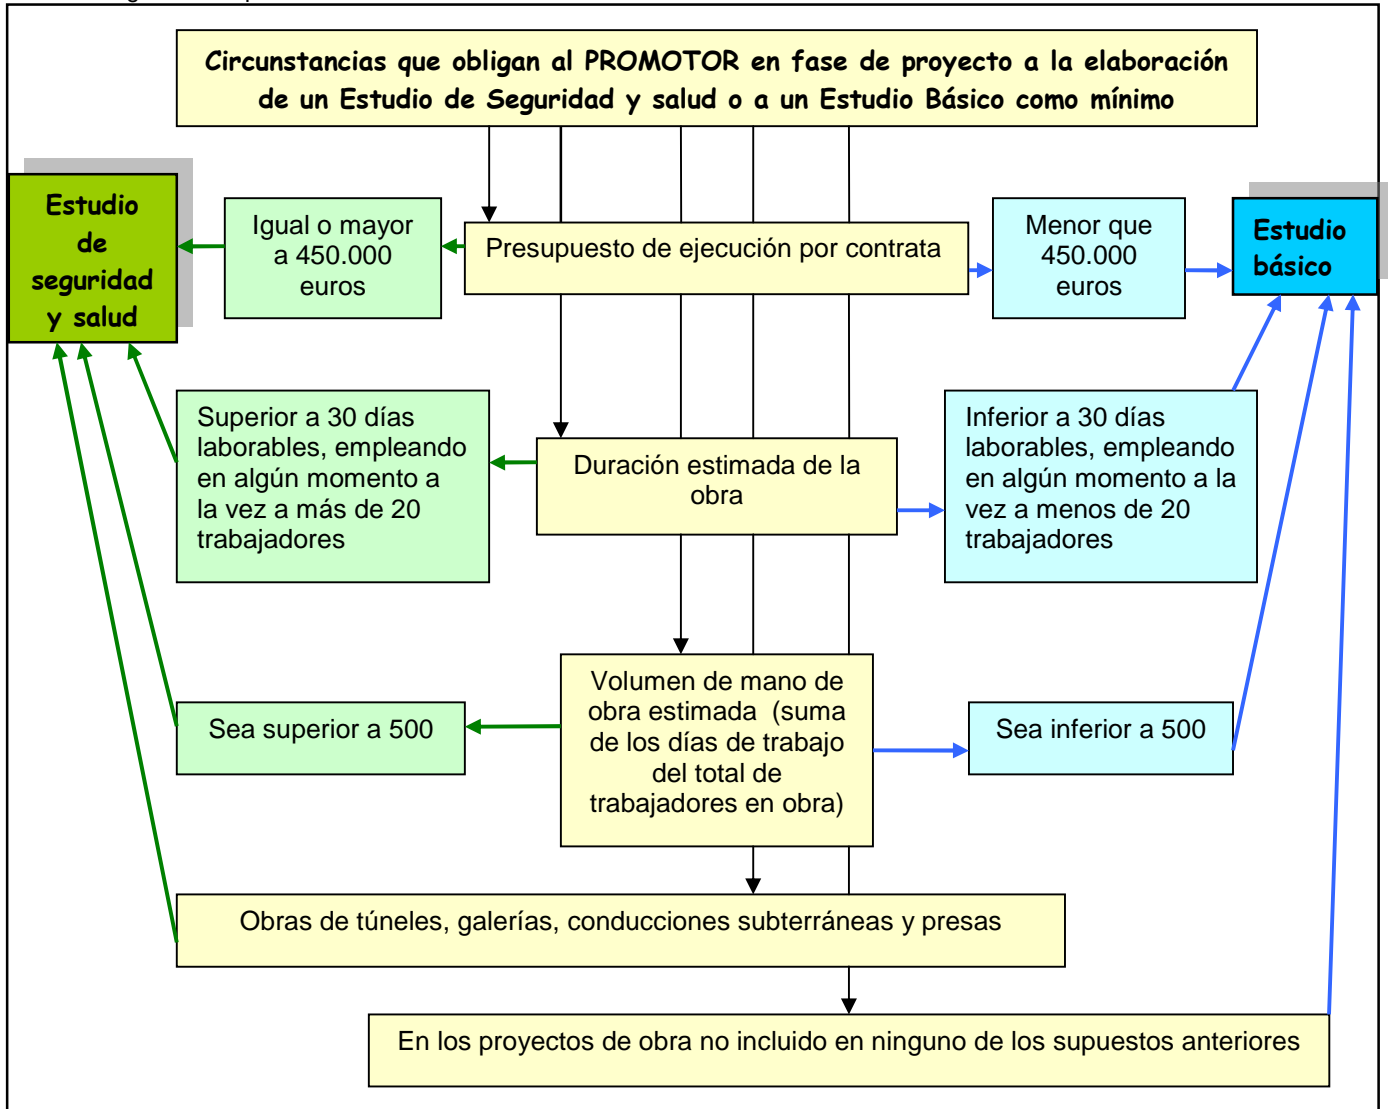 Circunstancias que obligan al PROMOTOR en fase de proyecto a la elaboración
de un Estudio de Seguridad y salud o a un Estudio Básico como mínimo
Estudio
de
seguridad
y salud
Igual o mayor
a 450.000
euros
Presupuesto de ejecución por contrata
Menor que
450.000
euros
Estudio
básico
Superior a 30 días
laborables, empleando
en algún momento a
la vez a más de 20
trabajadores
Duración estimada de la
obra
Inferior a 30 días
laborables, empleando
en algún momento a la
vez a menos de 20
trabajadores
Sea superior a 500
Volumen de mano de
obra estimada (suma
de los días de trabajo
del total de
trabajadores en obra)
Sea inferior a 500
Obras de túneles, galerías, conducciones subterráneas y presas
En los proyectos de obra no incluido en ninguno de los supuestos anteriores